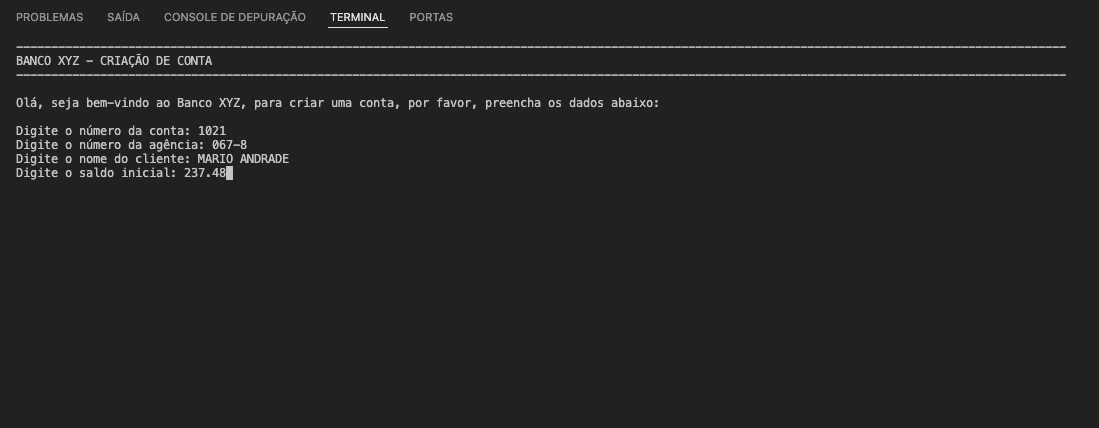 PROBLEMAS SAÍDA CONSOLE DE DEPURAÇÃO TERMINAL PORTAS
------------------------------------------------------------------------------------------------------------------------------------------------------
BANCO XYZ - CRIAÇÃO DE CONTA
------------------------------------------------------------------------------------------------------------------------------------------------------
Olá, seja bem-vindo ao Banco XYZ, para criar uma conta, por favor, preencha os dados abaixo:
Digite o número da conta: 1021
Digite o número da agência: 067-8
Digite o nome do cliente: MARIO ANDRADE
Digite o saldo inicial: 237.48